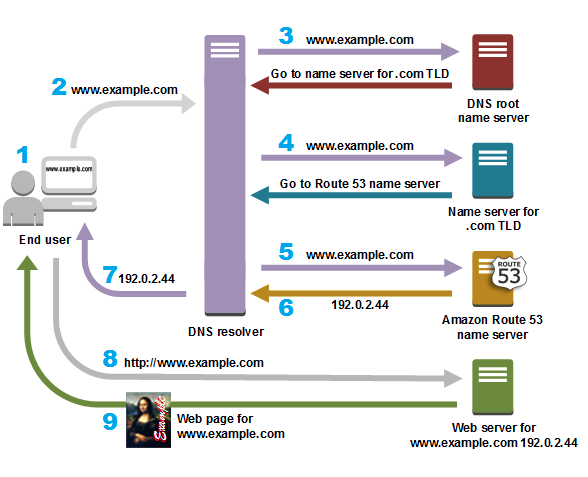 3 www.example.com
Go to name server for .com TLD
DNS root
name server
2 www.example.com
1
www.example.com
End user
4 www.example.com
Go to Route 53 name server
Name server for
.com TLD
5 www.example.com
ROUTE
53
6 192.0.2.44
Amazon Route 53
name server
7 192.0.2.44
DNS resolver
8 http://www.example.com
9
Example
Web page for
www.example.com
Web server for
www.example.com 192.0.2.44